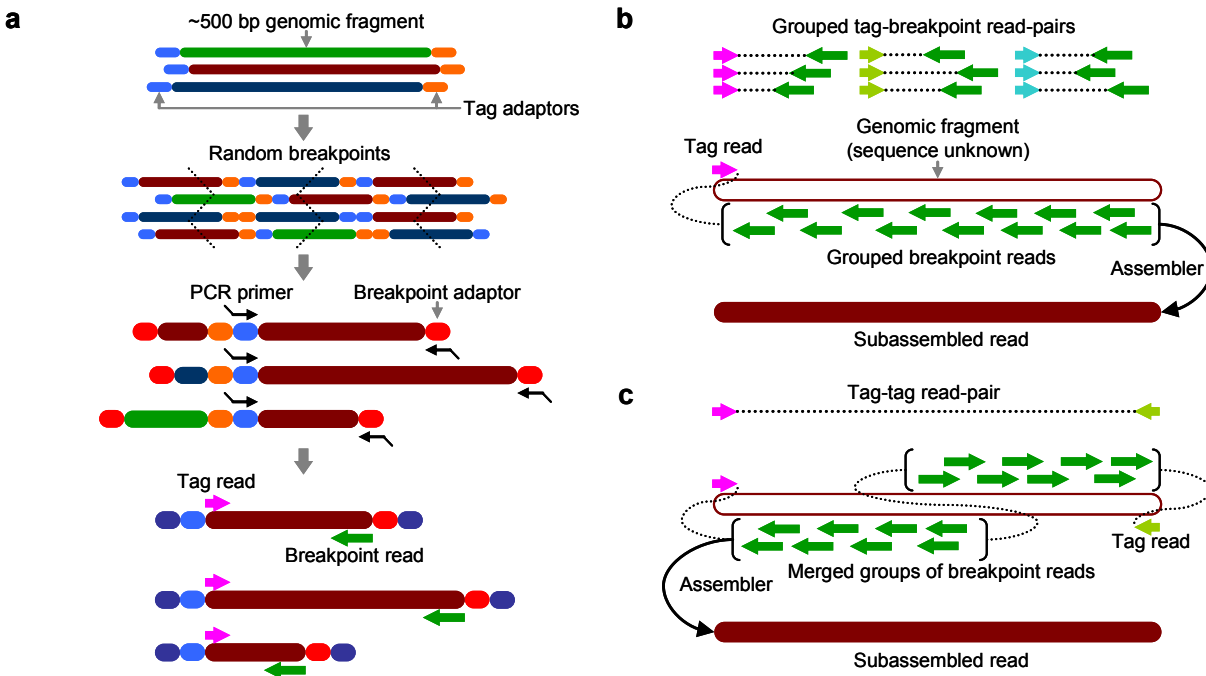 a
~500 bp genomic fragment
Tag adaptors
Random breakpoints
PCR primer
Breakpoint adaptor
Tag read
Breakpoint read
b
Grouped tag-breakpoint read-pairs
Genomic fragment
(sequence unknown)
Tag read
Grouped breakpoint reads
Assembler
Subassembled read
c
Tag-tag read-pair
Tag read
Merged groups of breakpoint reads
Assembler
Subassembled read